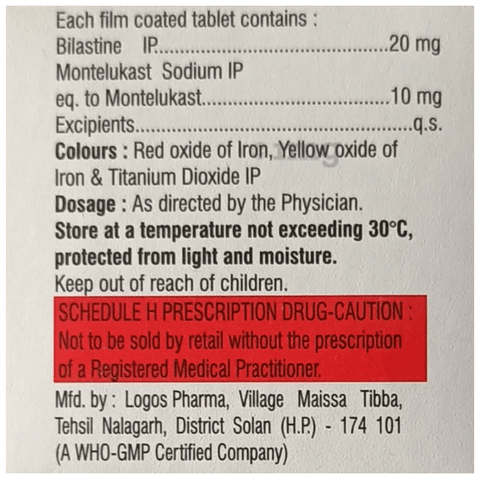 Each film coated tablet contains :
Bilastine IP.............................................20 mg
Montelukast Sodium IP
eq. to Montelukast.....................................10 mg
Excipients......................................................q.s.
Colours : Red oxide of Iron, Yellow oxide of
Iron & Titanium Dioxide IP
Dosage : As directed by the Physician.
Store at a temperature not exceeding 30°C,
protected from light and moisture.
Keep out of reach of children.
SCHEDULE H PRESCRIPTION DRUG-CAUTION :
Not to be sold by retail without the prescription
of a Registered Medical Practitioner.
Mfd. by : Logos Pharma, Village Maissa Tibba,
Tehsil Nalagarh, District Solan (H.P.) - 174 101
(A WHO-GMP Certified Company)